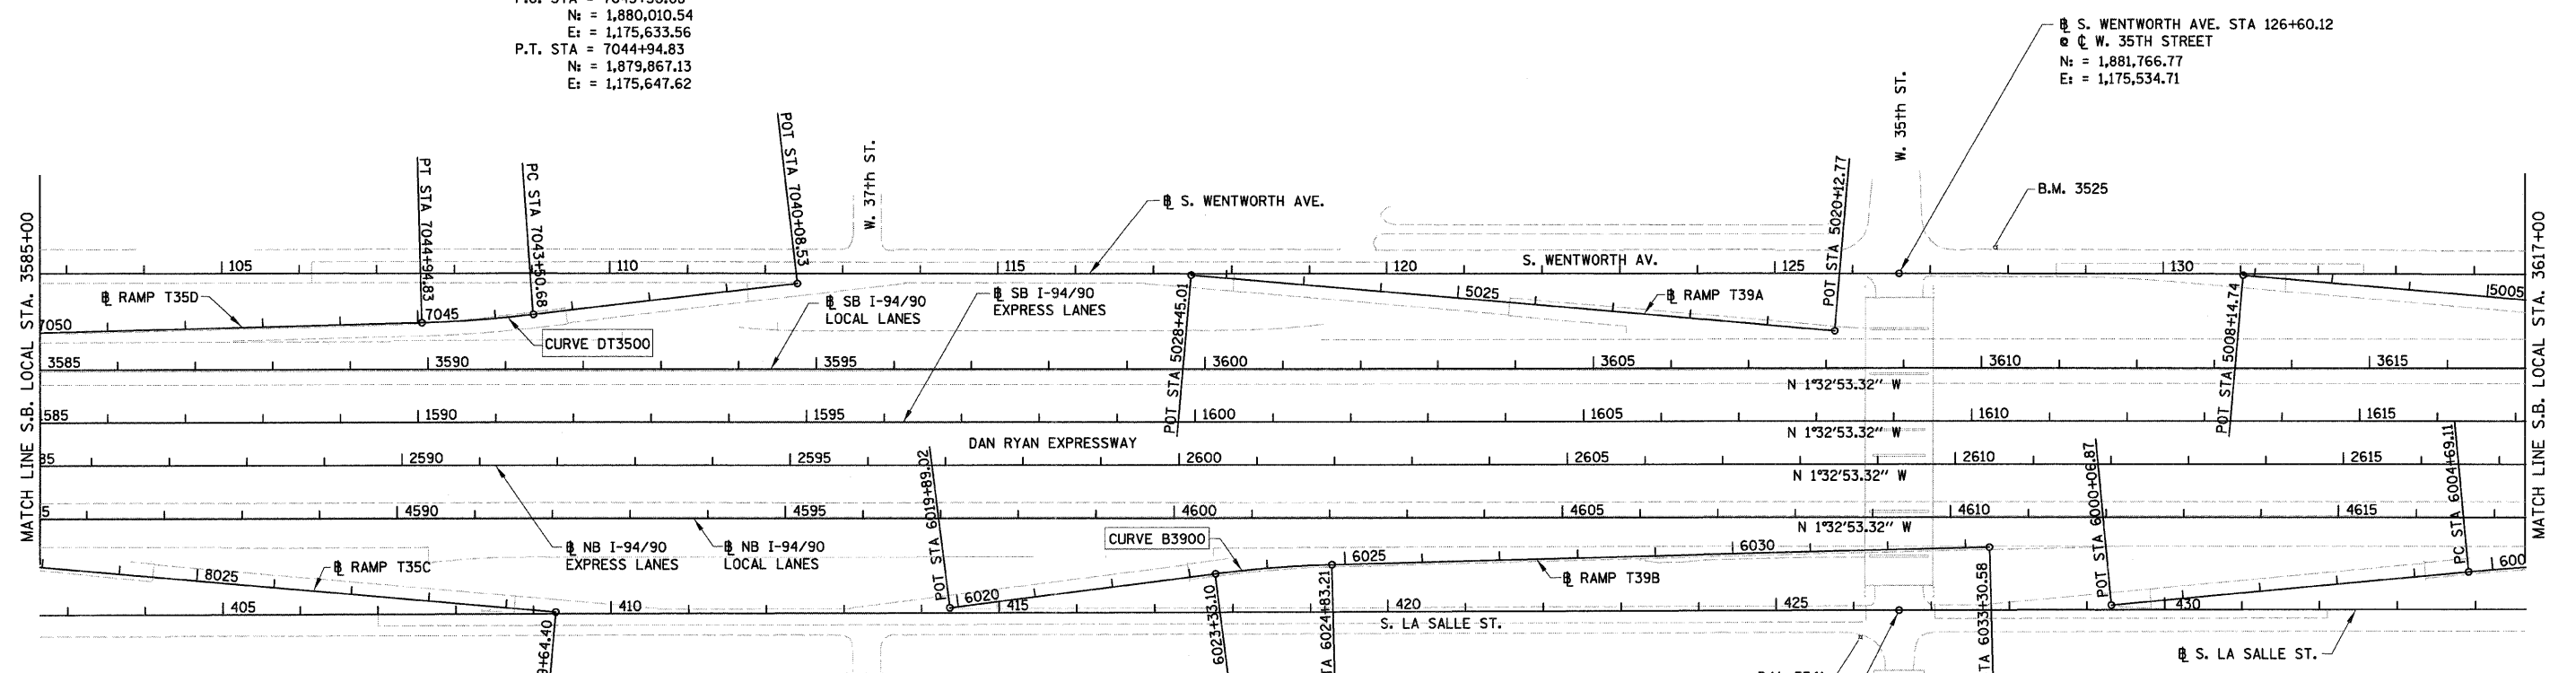 N: = 1,880,010.54
E: = 1,175,633.56
P.T. STA = 7044+94.83
N: = 1,879,867.13
E: = 1,175,647.62
℄ S. WENTWORTH AVE. STA 126+60.12
@ ℄ W. 35TH STREET
N: = 1,881,766.77
E: = 1,175,534.71
MATCH LINE S.B. LOCAL STA. 3585+00
PT STA 7044+94.83
PC STA 7043+50.68
POT STA 7040+08.53
W. 37th ST.
℄ S. WENTWORTH AVE.
POT STA 5020+12.77
W. 35th ST.
B.M. 3525
MATCH LINE S.B. LOCAL STA. 3617+00
105
110
115
120
S. WENTWORTH AV.
125
130
℄ RAMP T35D
7050
7045
CURVE DT3500
℄ SB I-94/90
LOCAL LANES
℄ SB I-94/90
EXPRESS LANES
POT STA 5028+45.01
5025
℄ RAMP T39A
POT STA 5008+14.74
5005
3585
3590
3595
3600
3605
3610
3615
N 1°32'53.32" W
1590
1595
1600
1605
1610
1615
DAN RYAN EXPRESSWAY
N 1°32'53.32" W
2590
2595
2600
2605
2610
2615
N 1°32'53.32" W
POT STA 6019+89.02
POT STA 6000+06.87
PC STA 6004+69.11
4590
4595
4600
4605
4610
4615
N 1°32'53.32" W
℄ NB I-94/90
EXPRESS LANES
℄ NB I-94/90
LOCAL LANES
CURVE B3900
℄ RAMP T35C
8025
6020
6025
6030
600
℄ RAMP T39B
405
410
415
420
425
430
S. LA SALLE ST.
+64.40
6023+33.10
TA 6024+83.21
TA 6033+30.58
℄ S. LA SALLE ST.